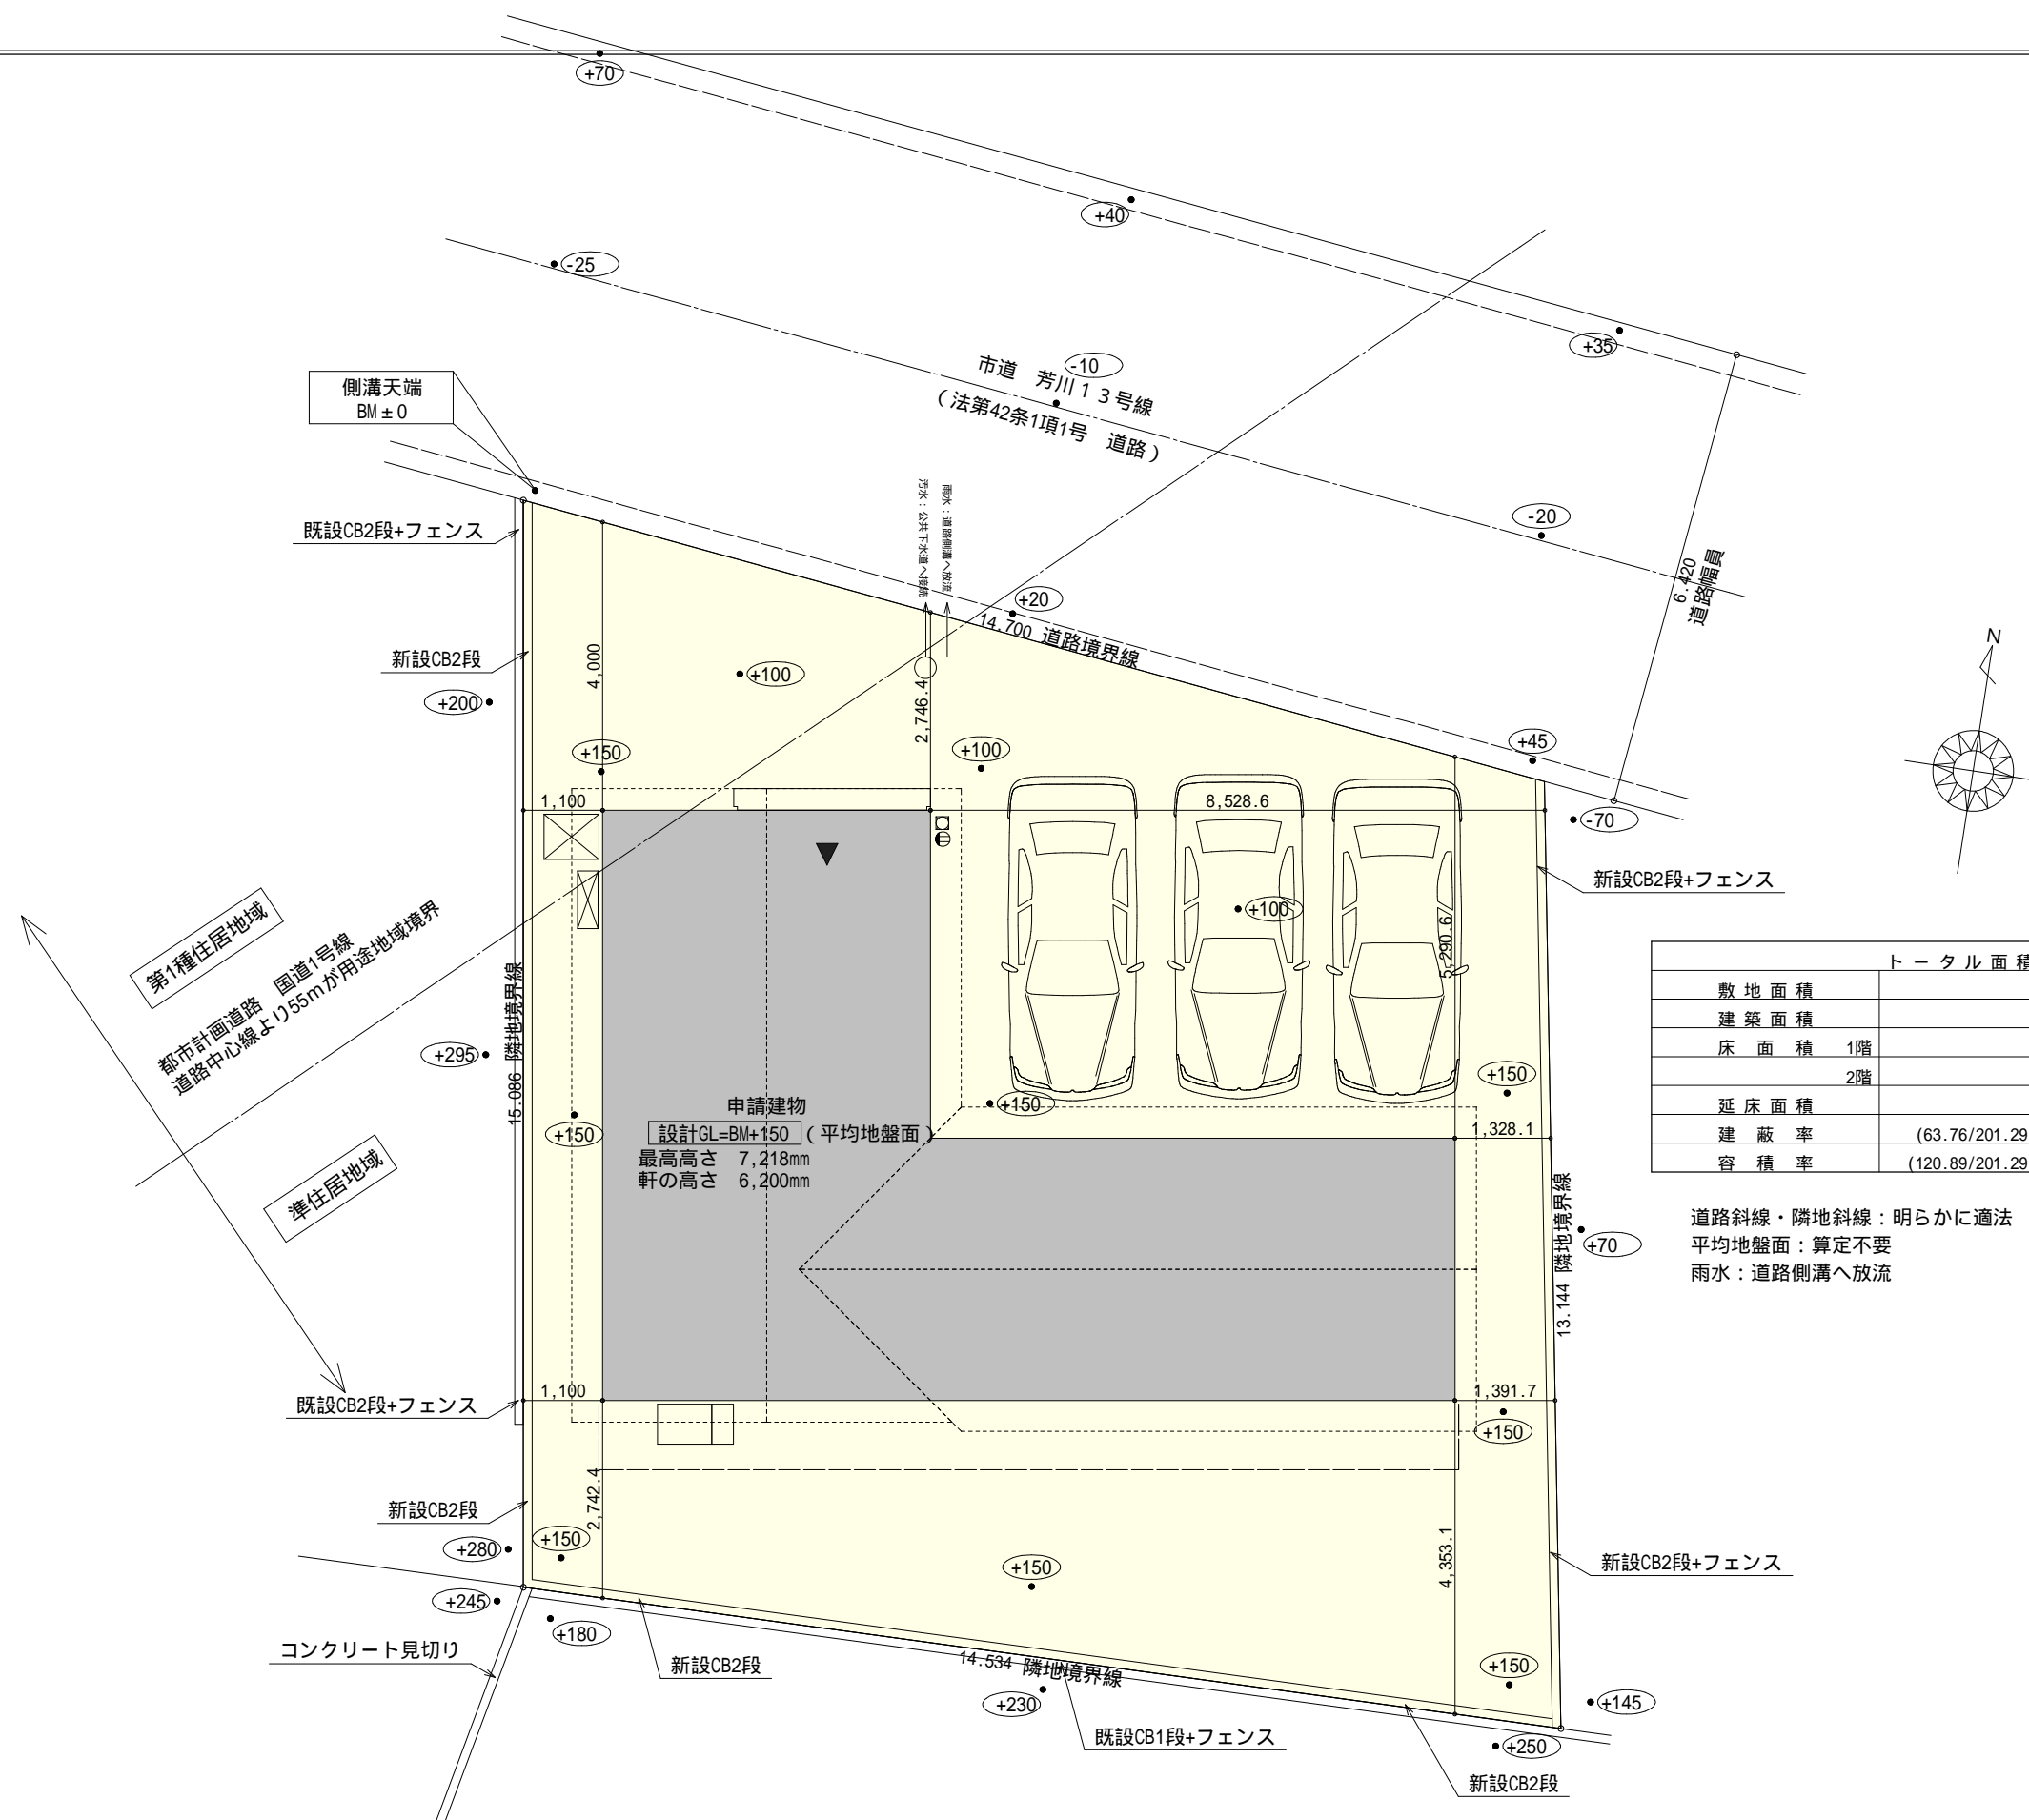 +70
+40
-25
+35
-10
市道　芳川１３号線
（法第42条1項1号　道路）
側溝天端
BM±0
-20
6.420
道路幅員
既設CB2段+フェンス
汚水：公共下水道へ接続
雨水：道路側溝へ放流
+20
14.700 道路境界線
N
新設CB2段
4,000
+100
2,746.4
+200
+150
+100
+45
1,100
8,528.6
-70
新設CB2段+フェンス
+100
5,290.6
第1種住居地域
都市計画道路　国道1号線
道路中心線より55mが用途地域境界
15.086 隣地境界線
+295
+150
準住居地域
申請建物
設計GL=BM+150（平均地盤面）
最高高さ　7,218mm
軒の高さ　6,200mm
+150
+150
1,328.1
トータル面積
敷地面積
建築面積
床面積　1階
2階
延床面積
建蔽率　(63.76/201.29
容積率　(120.89/201.29
道路斜線・隣地斜線：明らかに適法
平均地盤面：算定不要
雨水：道路側溝へ放流
+70
13.144 隣地境界線
既設CB2段+フェンス
1,100
1,391.7
+150
新設CB2段
2,742.4
+280
+150
+150
4,353.1
新設CB2段+フェンス
+245
+180
コンクリート見切り
新設CB2段
14.534 隣地境界線
+230
+150
+145
既設CB1段+フェンス
+250
新設CB2段